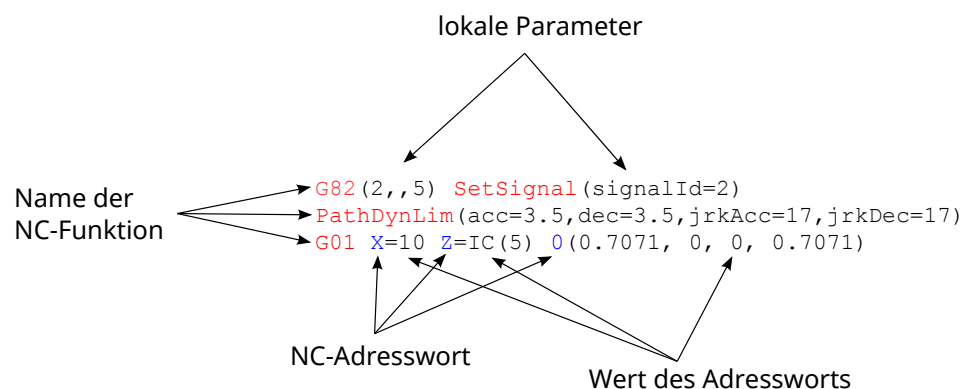 lokale Parameter
Name der
NC-Funktion
G82(2,,5) SetSignal(signalId=2)
PathDynLim(acc=3.5,dec=3.5,jrkAcc=17,jrkDec=17)
G01 X=10 Z=IC(5) 0(0.7071, 0, 0, 0.7071)
NC-Adresswort
Wert des Adressworts